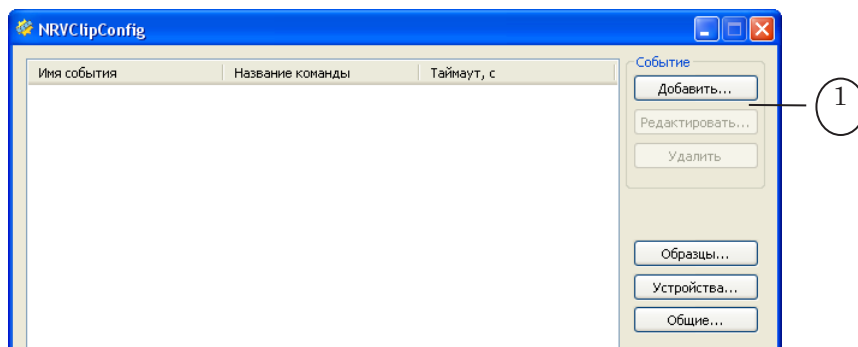 NRVClipConfig
Имя события Название команды Таймаут, с
Событие
Добавить...
1
Редактировать...
Удалить
Образцы...
Устройства...
Общие...